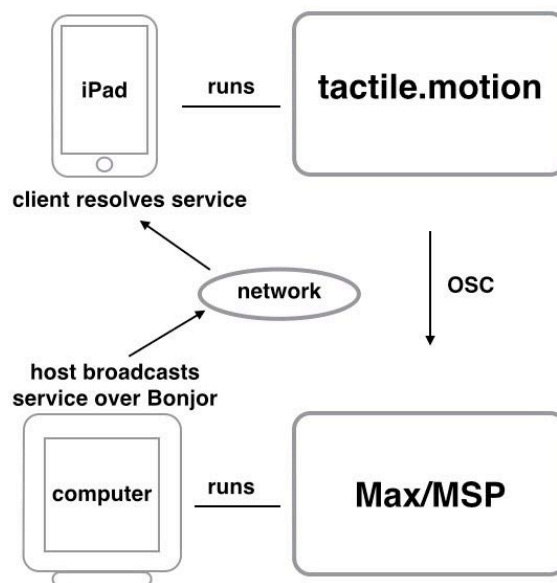 iPad
runs
tactile.motion
client resolves service
network
OSC
host broadcasts
service over Bonjor
computer
runs
Max/MSP